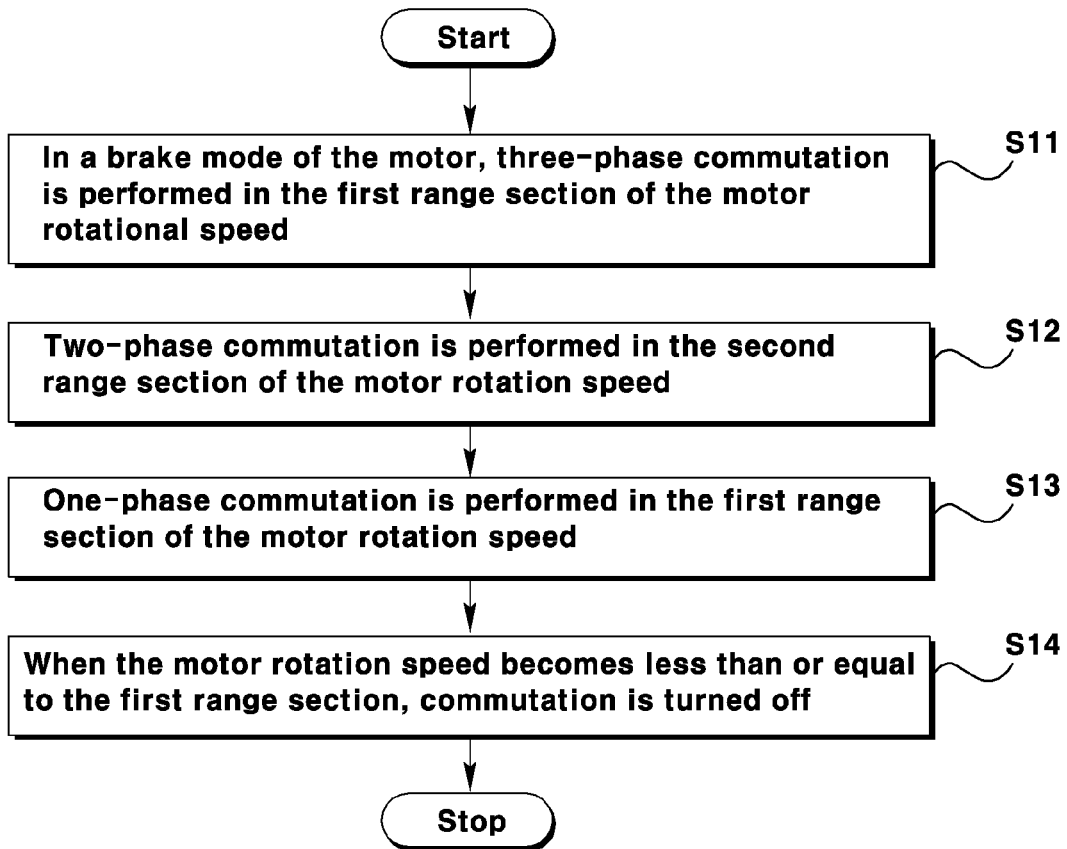 Start
S11
In a brake mode of the motor, three-phase commutation
is performed in the first range section of the motor
rotational speed
S12
Two-phase commutation is performed in the second
range section of the motor rotation speed
S13
One-phase commutation is performed in the first range
section of the motor rotation speed
S14
When the motor rotation speed becomes less than or equal
to the first range section, commutation is turned off
Stop